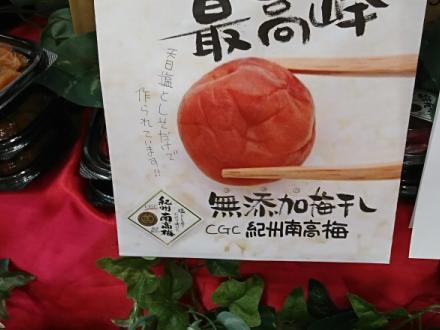 最高峰
天日塩としそだけで
作られています!!
無添加梅干し
CGC 紀州南高梅
CGC
紀州
南高梅